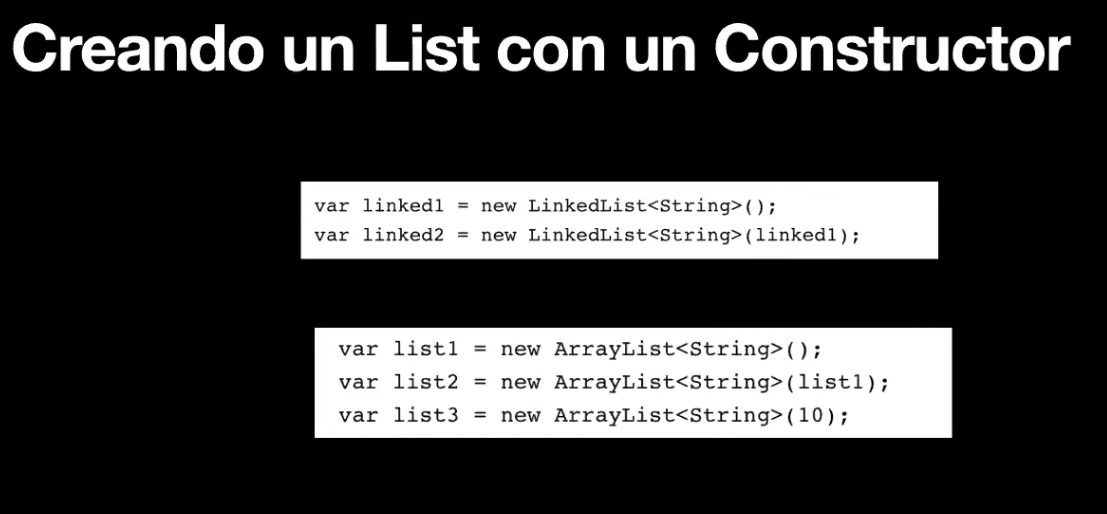 Creando un List con un Constructor
var linked1 = new LinkedList<String>();
var linked2 = new LinkedList<String>(linked1);
var list1 = new ArrayList<String>();
var list2 = new ArrayList<String>(list1);
var list3 = new ArrayList<String>(10);